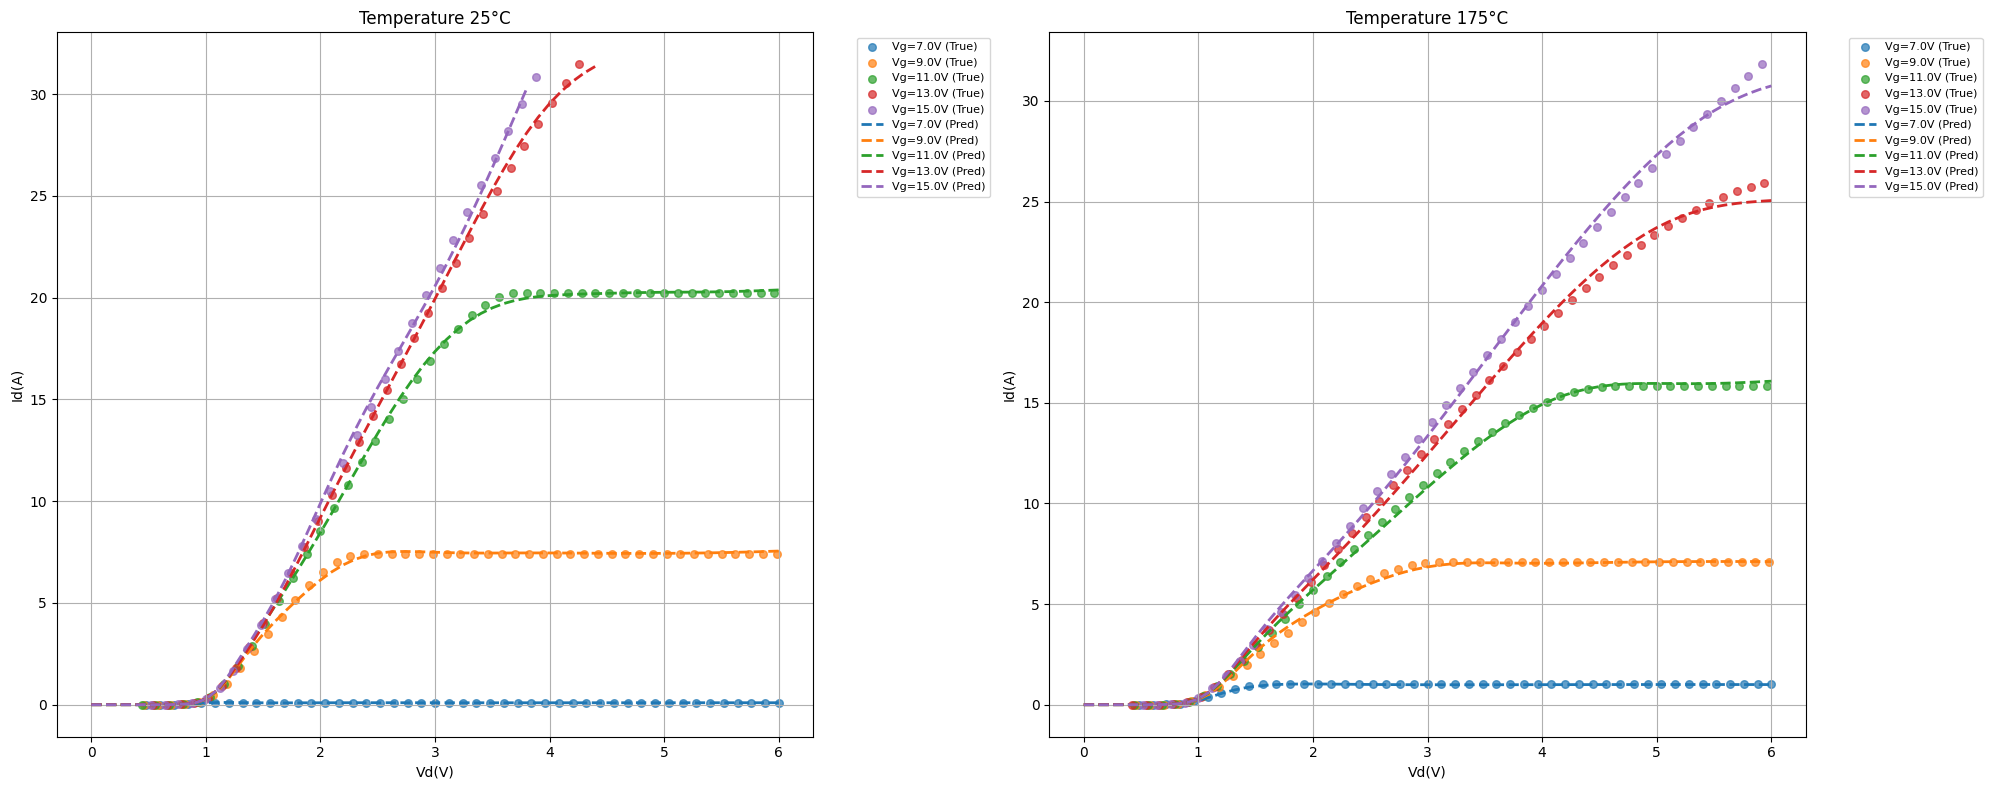 Temperature 25°C
Id(A)
30
25
20
15
10
5
0
0 1 2 3 4 5 6
Vd(V)
Vg=7.0V (True)
Vg=9.0V (True)
Vg=11.0V (True)
Vg=13.0V (True)
Vg=15.0V (True)
Vg=7.0V (Pred)
Vg=9.0V (Pred)
Vg=11.0V (Pred)
Vg=13.0V (Pred)
Vg=15.0V (Pred)
Temperature 175°C
Id(A)
30
25
20
15
10
5
0
0 1 2 3 4 5 6
Vd(V)
Vg=7.0V (True)
Vg=9.0V (True)
Vg=11.0V (True)
Vg=13.0V (True)
Vg=15.0V (True)
Vg=7.0V (Pred)
Vg=9.0V (Pred)
Vg=11.0V (Pred)
Vg=13.0V (Pred)
Vg=15.0V (Pred)